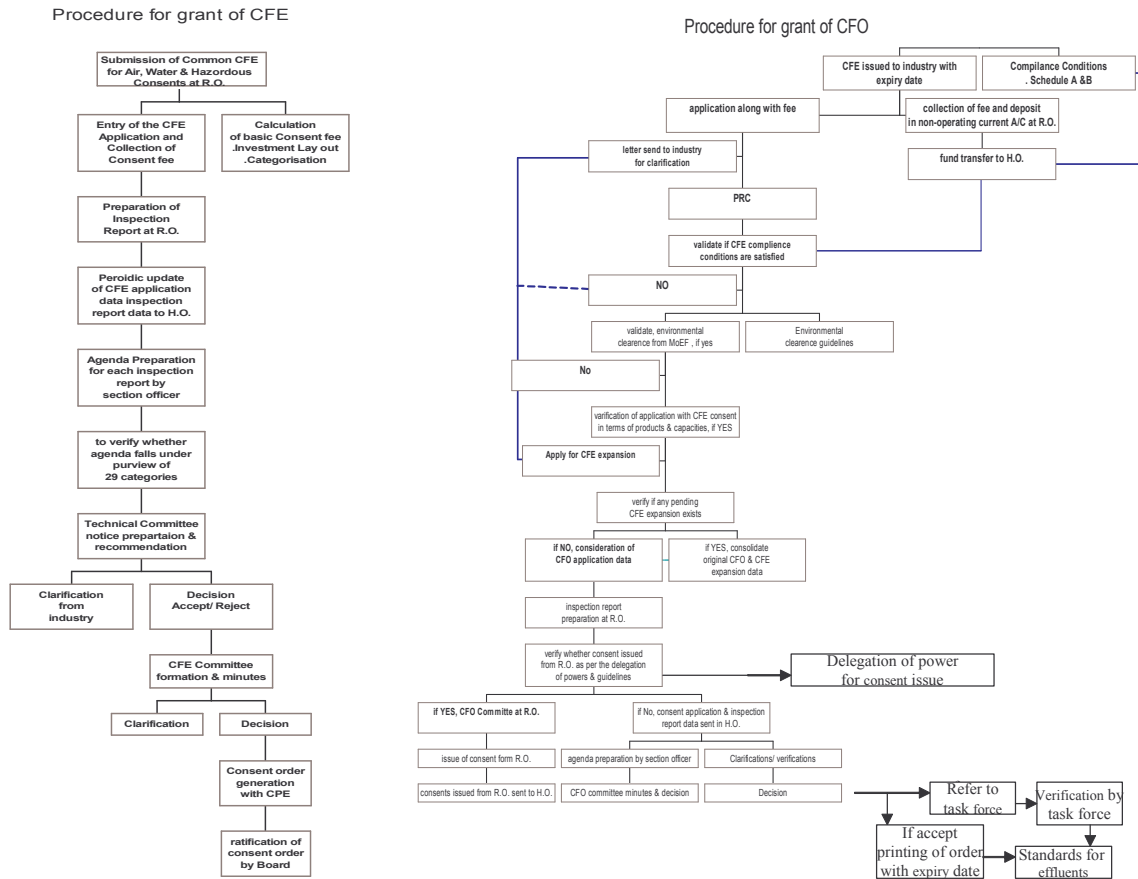 Procedure for grant of CFE
Submission of Common CFE
for Air, Water & Hazordous
Consents at R.O.
Entry of the CFE
Application and
Collection of
Consent fee
Calculation
of basic Consent fee
.Investment Lay out
.Categorisation
Preparation of
Inspection
Report at R.O.
Peroidic update
of CFE application
data inspection
report data to H.O.
Agenda Preparation
for each inspection
report by
section officer
to verify whether
agenda falls under
purview of
29 categories
Technical Committee
notice prepartaion &
recommendation
Clarification
from
industry
Decision
Accept/ Reject
CFE Committee
formation & minutes
Clarification
Decision
Consent order
generation
with CPE
ratification of
consent order
by Board
Procedure for grant of CFO
CFE issued to industry with
expiry date
Compilance Conditions
. Schedule A &B
application along with fee
collection of fee and deposit
in non-operating current A/C at R.O.
letter send to industry
for clarification
fund transfer to H.O.
PRC
validate if CFE complience
conditions are satisfied
NO
validate, environmental
clearence from MoEF , if yes
Environmental
clearence guidelines
No
varification of application with CFE consent
in terms of products & capacities, if YES
Apply for CFE expansion
verify if any pending
CFE expansion exists
if NO, consideration of
CFO application data
if YES, consolidate
original CFO & CFE
expansion data
inspection report
preparation at R.O.
verify whether consent issued
from R.O. as per the delegation
of powers & guidelines
Delegation of power
for consent issue
if YES, CFO Committe at R.O.
if No, consent application & inspection
report data sent in H.O.
issue of consent form R.O.
agenda preparation by section officer
Clarifications/ verifications
consents issued from R.O. sent to H.O.
CFO committee minutes & decision
Decision
Refer to
task force
Verification by
task force
If accept
printing of order
with expiry date
Standards for
effluents